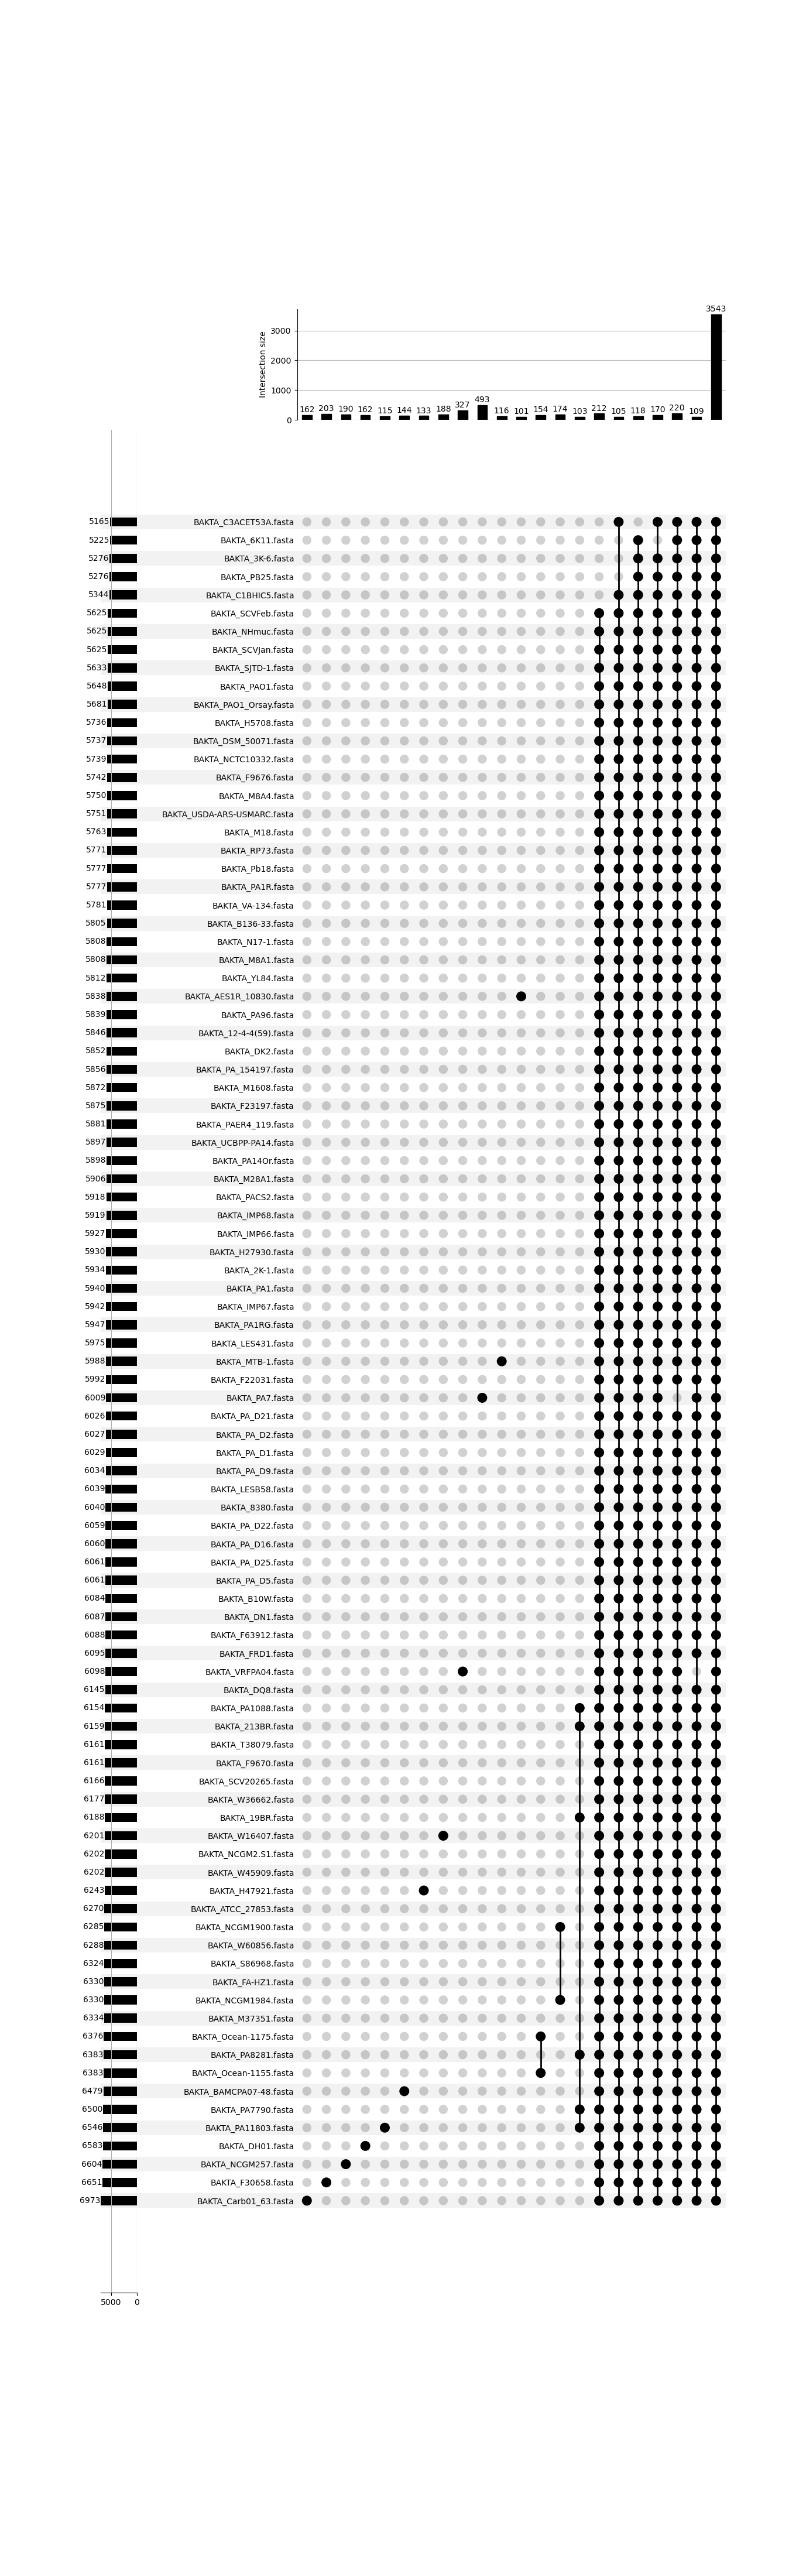 3543
3000
2000
1000
0
Intersection size
162 203 190 162 115 144 133 188 327 493 116 101 154 174 103 212 105 118 170 220 109
5165 BAKTA_C3ACET53A.fasta
5225 BAKTA_6K11.fasta
5276 BAKTA_3K-6.fasta
5276 BAKTA_PB25.fasta
5344 BAKTA_C1BHIC5.fasta
5625 BAKTA_SCVFeb.fasta
5625 BAKTA_NHmuc.fasta
5625 BAKTA_SCVJan.fasta
5633 BAKTA_SJTD-1.fasta
5648 BAKTA_PAO1.fasta
5681 BAKTA_PAO1_Orsay.fasta
5736 BAKTA_H5708.fasta
5737 BAKTA_DSM_50071.fasta
5739 BAKTA_NCTC10332.fasta
5742 BAKTA_F9676.fasta
5750 BAKTA_M8A4.fasta
5751 BAKTA_USDA-ARS-USMARC.fasta
5763 BAKTA_M18.fasta
5771 BAKTA_RP73.fasta
5777 BAKTA_Pb18.fasta
5777 BAKTA_PA1R.fasta
5781 BAKTA_VA-134.fasta
5805 BAKTA_B136-33.fasta
5808 BAKTA_N17-1.fasta
5808 BAKTA_M8A1.fasta
5812 BAKTA_YL84.fasta
5838 BAKTA_AES1R_10830.fasta
5839 BAKTA_PA96.fasta
5846 BAKTA_12-4-4(59).fasta
5852 BAKTA_DK2.fasta
5856 BAKTA_PA_154197.fasta
5872 BAKTA_M1608.fasta
5875 BAKTA_F23197.fasta
5881 BAKTA_PAER4_119.fasta
5897 BAKTA_UCBPP-PA14.fasta
5898 BAKTA_PA14Or.fasta
5906 BAKTA_M28A1.fasta
5918 BAKTA_PACS2.fasta
5919 BAKTA_IMP68.fasta
5927 BAKTA_IMP66.fasta
5930 BAKTA_H27930.fasta
5934 BAKTA_2K-1.fasta
5940 BAKTA_PA1.fasta
5942 BAKTA_IMP67.fasta
5947 BAKTA_PA1RG.fasta
5975 BAKTA_LES431.fasta
5988 BAKTA_MTB-1.fasta
5992 BAKTA_F22031.fasta
6009 BAKTA_PA7.fasta
6026 BAKTA_PA_D21.fasta
6027 BAKTA_PA_D2.fasta
6029 BAKTA_PA_D1.fasta
6034 BAKTA_PA_D9.fasta
6039 BAKTA_LESB58.fasta
6040 BAKTA_8380.fasta
6059 BAKTA_PA_D22.fasta
6060 BAKTA_PA_D16.fasta
6061 BAKTA_PA_D25.fasta
6061 BAKTA_PA_D5.fasta
6084 BAKTA_B10W.fasta
6087 BAKTA_DN1.fasta
6088 BAKTA_F63912.fasta
6095 BAKTA_FRD1.fasta
6098 BAKTA_VRFPA04.fasta
6145 BAKTA_DQ8.fasta
6154 BAKTA_PA1088.fasta
6159 BAKTA_213BR.fasta
6161 BAKTA_T38079.fasta
6161 BAKTA_F9670.fasta
6166 BAKTA_SCV20265.fasta
6177 BAKTA_W36662.fasta
6188 BAKTA_19BR.fasta
6201 BAKTA_W16407.fasta
6202 BAKTA_NCGM2.S1.fasta
6202 BAKTA_W45909.fasta
6243 BAKTA_H47921.fasta
6270 BAKTA_ATCC_27853.fasta
6285 BAKTA_NCGM1900.fasta
6288 BAKTA_W60856.fasta
6324 BAKTA_S86968.fasta
6330 BAKTA_FA-HZ1.fasta
6330 BAKTA_NCGM1984.fasta
6334 BAKTA_M37351.fasta
6376 BAKTA_Ocean-1175.fasta
6383 BAKTA_PA8281.fasta
6383 BAKTA_Ocean-1155.fasta
6479 BAKTA_BAMCPA07-48.fasta
6500 BAKTA_PA7790.fasta
6546 BAKTA_PA11803.fasta
6583 BAKTA_DH01.fasta
6604 BAKTA_NCGM257.fasta
6651 BAKTA_F30658.fasta
6973 BAKTA_Carb01_63.fasta
5000 0